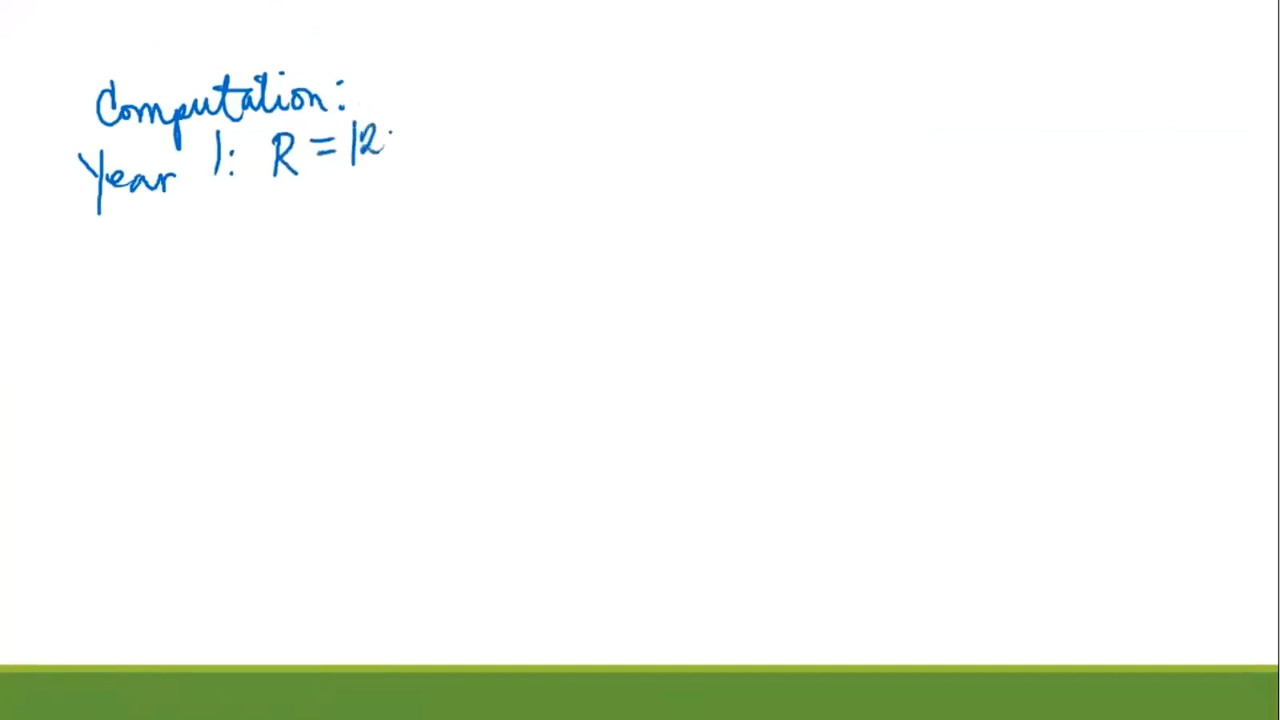 Computation:
Year 1: R = 12